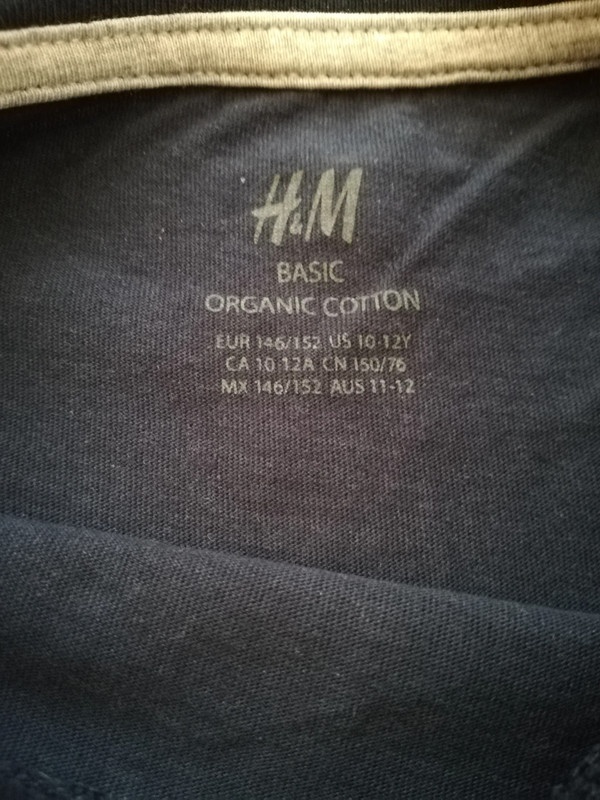 H&M
BASIC
ORGANIC COTTON
EUR 146/152 US 10-12Y
CA 10-12A CN 150/76
MX 146/152 AUS 11-12